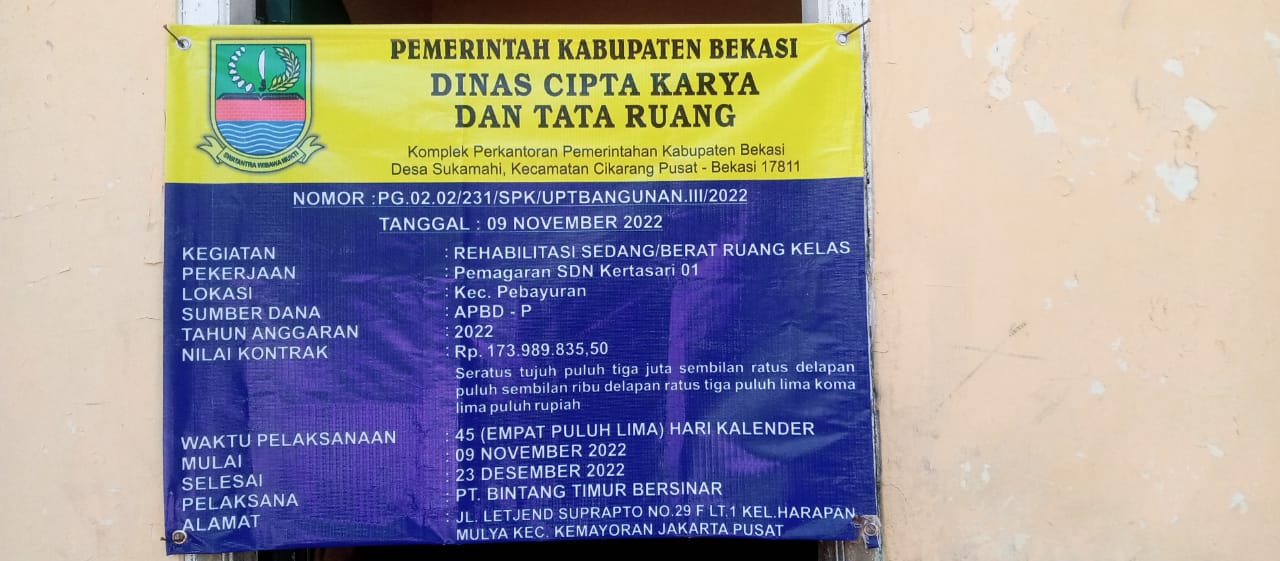 PEMERINTAH KABUPATEN BEKASI
DINAS CIPTA KARYA
DAN TATA RUANG
Komplek Perkantoran Pemerintahan Kabupaten Bekasi
Desa Sukamahi, Kecamatan Cikarang Pusat - Bekasi 17811
SWATANTRA WIBAWA MUKTI
NOMOR : PG.02.02/231/SPK/UPTBANGUNAN.III/2022
TANGGAL : 09 NOVEMBER 2022
KEGIATAN : REHABILITASI SEDANG/BERAT RUANG KELAS
PEKERJAAN : Pemagaran SDN Kertasari 01
LOKASI : Kec. Pebayuran
SUMBER DANA : APBD - P
TAHUN ANGGARAN : 2022
NILAI KONTRAK : Rp. 173.989.835,50
Seratus tujuh puluh tiga juta sembilan ratus delapan
puluh sembilan ribu delapan ratus tiga puluh lima koma
lima puluh rupiah
WAKTU PELAKSANAAN : 45 (EMPAT PULUH LIMA) HARI KALENDER
MULAI : 09 NOVEMBER 2022
SELESAI : 23 DESEMBER 2022
PELAKSANA : PT. BINTANG TIMUR BERSINAR
ALAMAT : JL. LETJEND SUPRAPTO NO.29 F LT.1 KEL.HARAPAN
MULYA KEC. KEMAYORAN JAKARTA PUSAT